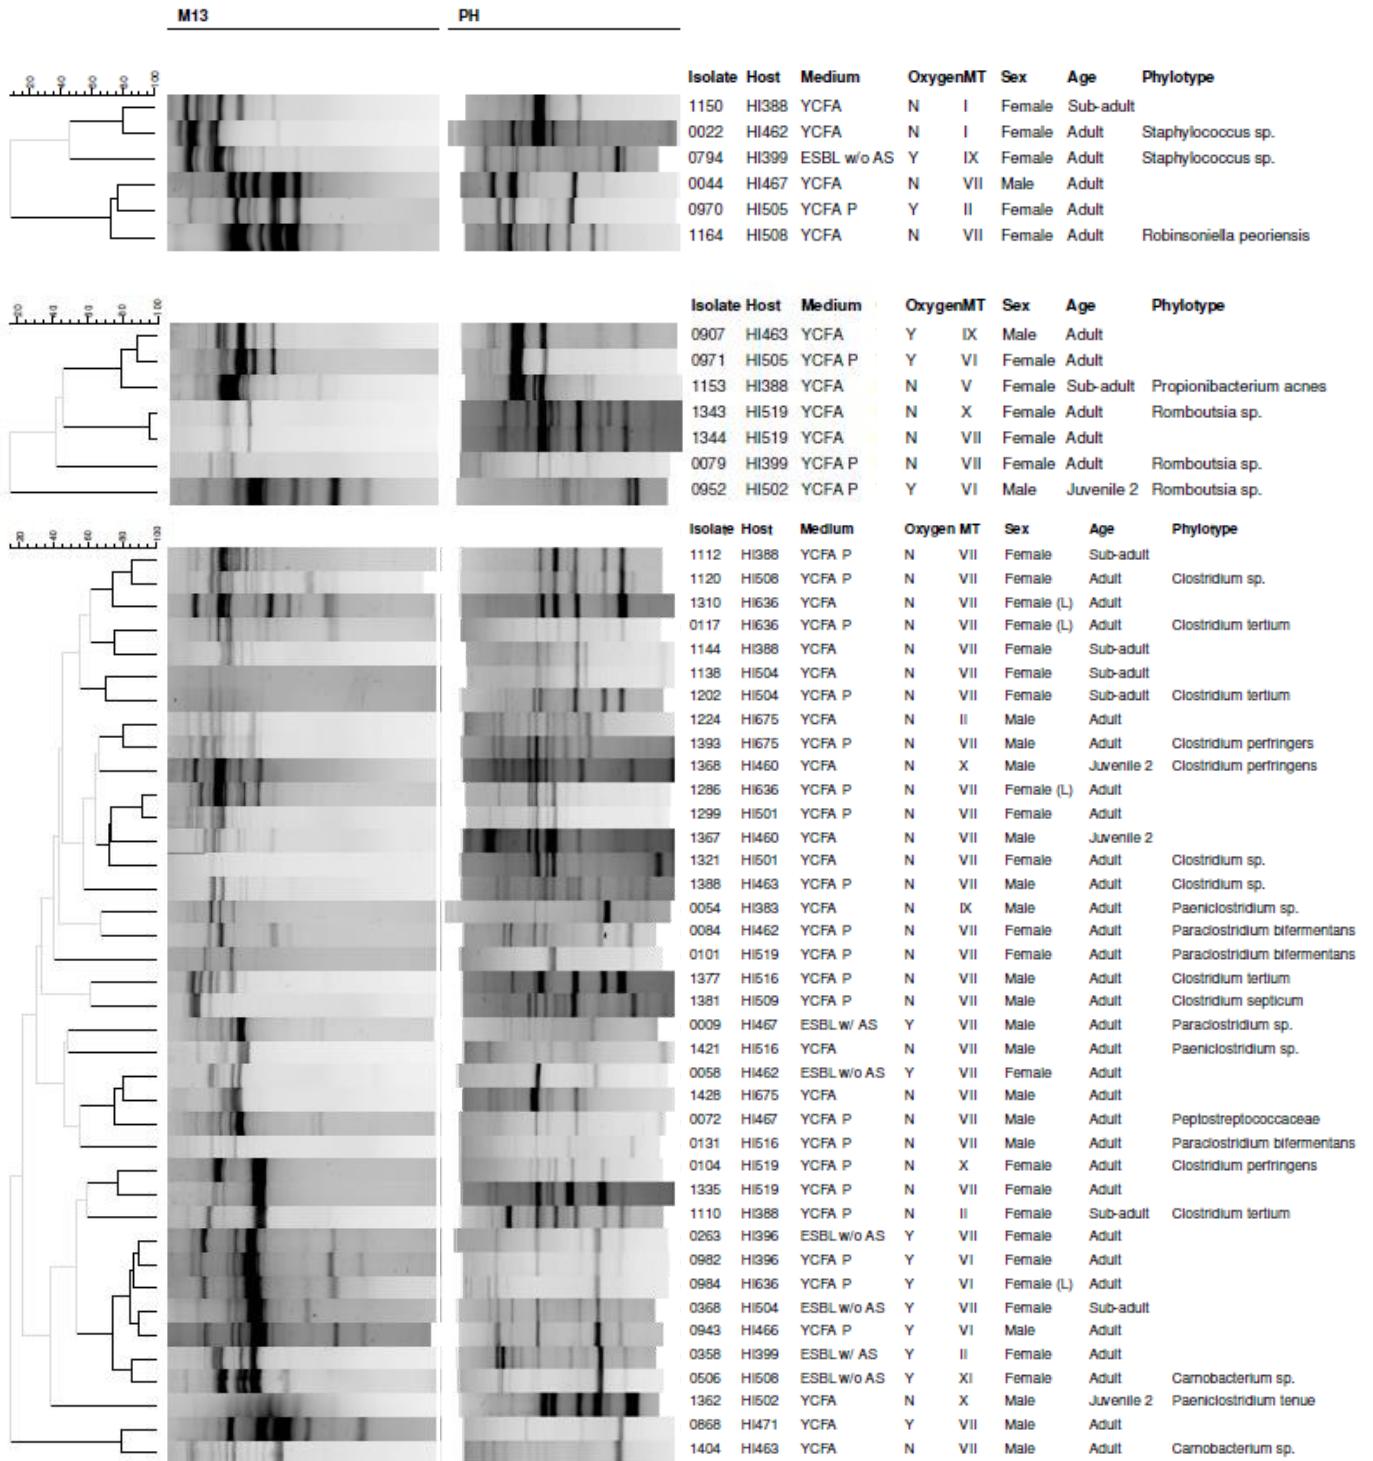 M13 PH
-20 -40 -60 -80 -100
Isolate Host Medium OxygenMT Sex Age Phylotype
1150 HI388 YCFA N I Female Sub-adult
0022 HI462 YCFA N I Female Adult Staphylococcus sp.
0794 HI399 ESBL w/o AS Y IX Female Adult Staphylococcus sp.
0044 HI467 YCFA N VII Male Adult
0970 HI505 YCFA P Y II Female Adult
1164 HI508 YCFA N VII Female Adult Robinsoniella peoriensis
-20 -40 -60 -80 -100
Isolate Host Medium OxygenMT Sex Age Phylotype
0907 HI463 YCFA Y IX Male Adult
0971 HI505 YCFA P Y VI Female Adult
1153 HI388 YCFA N V Female Sub-adult Propionibacterium acnes
1343 HI519 YCFA N X Female Adult Romboutsia sp.
1344 HI519 YCFA N VII Female Adult
0079 HI399 YCFA P N VII Female Adult Romboutsia sp.
0952 HI502 YCFA P Y VI Male Juvenile 2 Romboutsia sp.
-20 -40 -60 -80 -100
Isolate Host Medium Oxygen MT Sex Age Phylotype
1112 HI388 YCFA P N VII Female Sub-adult
1120 HI508 YCFA P N VII Female Adult Clostridium sp.
1310 HI636 YCFA N VII Female (L) Adult
0117 HI636 YCFA P N VII Female (L) Adult Clostridium tertium
1144 HI388 YCFA N VII Female Sub-adult
1138 HI504 YCFA N VII Female Sub-adult
1202 HI504 YCFA P N VII Female Sub-adult Clostridium tertium
1224 HI675 YCFA N II Male Adult
1393 HI675 YCFA P N VII Male Adult Clostridium perfringers
1368 HI460 YCFA N X Male Juvenile 2 Clostridium perfringens
1286 HI636 YCFA P N VII Female (L) Adult
1299 HI501 YCFA P N VII Female Adult
1367 HI460 YCFA N VII Male Juvenile 2
1321 HI501 YCFA N VII Female Adult Clostridium sp.
1388 HI463 YCFA P N VII Male Adult Clostridium sp.
0054 HI383 YCFA N IX Male Adult Paeniclostridium sp.
0084 HI462 YCFA P N VII Female Adult Paraclostridium bifermentans
0101 HI519 YCFA P N VII Female Adult Paraclostridium bifermentans
1377 HI516 YCFA P N VII Male Adult Clostridium tertium
1381 HI509 YCFA P N VII Male Adult Clostridium septicum
0009 HI467 ESBL w/ AS Y VII Male Adult Paraclostridium sp.
1421 HI516 YCFA N VII Male Adult Paeniclostridium sp.
0058 HI462 ESBL w/o AS Y VII Female Adult
1428 HI675 YCFA N VII Male Adult
0072 HI467 YCFA P N VII Male Adult Peptostreptococcaceae
0131 HI516 YCFA P N VII Male Adult Paraclostridium bifermentans
0104 HI519 YCFA P N X Female Adult Clostridium perfringens
1335 HI519 YCFA P N VII Female Adult
1110 HI388 YCFA P N II Female Sub-adult Clostridium tertium
0263 HI396 ESBL w/o AS Y VII Female Adult
0982 HI396 YCFA P Y VI Female Adult
0984 HI636 YCFA P Y VI Female (L) Adult
0368 HI504 ESBL w/o AS Y VII Female Sub-adult
0943 HI466 YCFA P Y VI Male Adult
0358 HI399 ESBL w/ AS Y II Female Adult
0506 HI508 ESBL w/o AS Y XI Female Adult Carnobacterium sp.
1362 HI502 YCFA N X Male Juvenile 2 Paeniclostridium tenue
0868 HI471 YCFA Y VII Male Adult
1404 HI463 YCFA N VII Male Adult Carnobacterium sp.